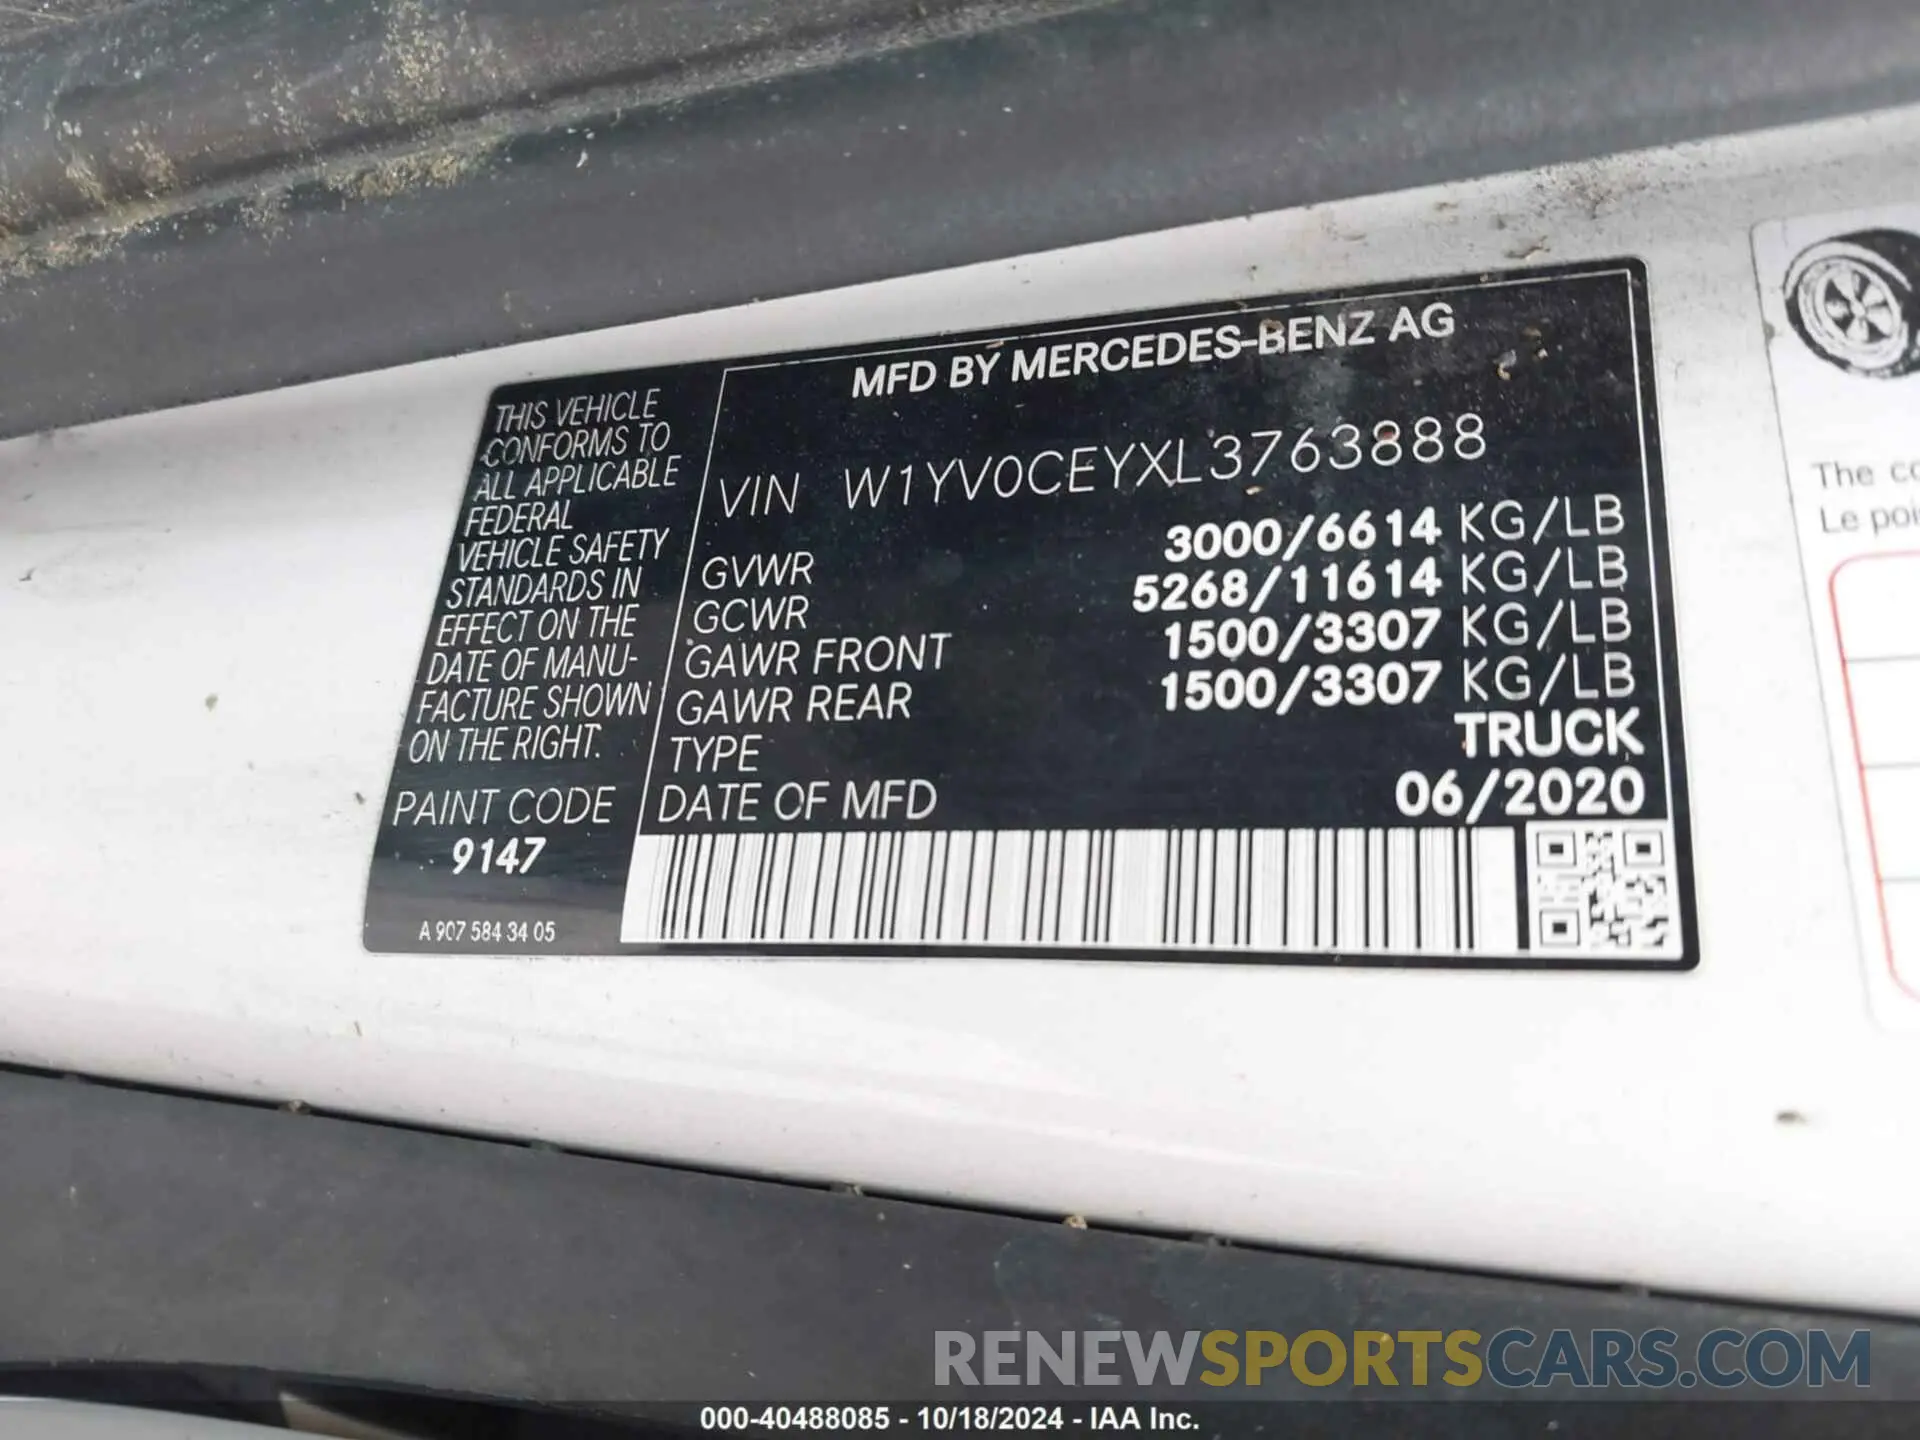 THIS VEHICLE
CONFORMS TO
ALL APPLICABLE
FEDERAL
VEHICLE SAFETY
STANDARDS IN
EFFECT ON THE
DATE OF MANU-
FACTURE SHOWN
ON THE RIGHT.
PAINT CODE
9147
A 907 584 34 05
MFD BY MERCEDES-BENZ AG
VIN W1YV0CEYXL3763888
GVWR 3000/6614 KG/LB
GCWR 5268/11614 KG/LB
GAWR FRONT 1500/3307 KG/LB
GAWR REAR 1500/3307 KG/LB
TYPE TRUCK
DATE OF MFD 06/2020
The
Le
RENEWSPORTSCARS.COM
000-40488085 - 10/18/2024 - IAA Inc.